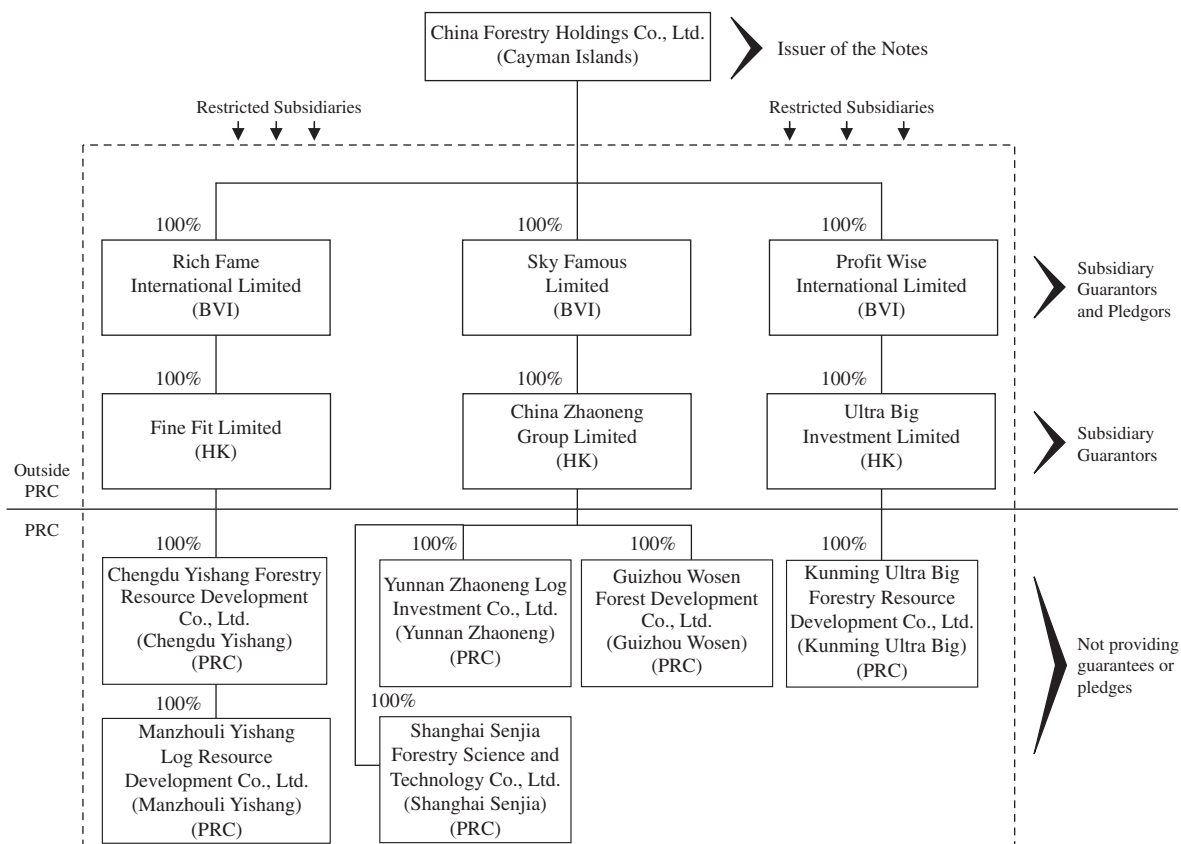 China Forestry Holdings Co., Ltd.
(Cayman Islands)
Issuer of the Notes
Restricted Subsidiaries
Restricted Subsidiaries
100%
Rich Fame
International Limited
(BVI)
100%
Sky Famous
Limited
(BVI)
100%
Profit Wise
International Limited
(BVI)
Subsidiary
Guarantors
and Pledgors
100%
Fine Fit Limited
(HK)
100%
China Zhaoneng
Group Limited
(HK)
100%
Ultra Big
Investment Limited
(HK)
Subsidiary
Guarantors
Outside
PRC
PRC
100%
Chengdu Yishang Forestry
Resource Development
Co., Ltd.
(Chengdu Yishang)
(PRC)
100%
Yunnan Zhaoneng Log
Investment Co., Ltd.
(Yunnan Zhaoneng)
(PRC)
100%
Guizhou Wosen
Forest Development
Co., Ltd.
(Guizhou Wosen)
(PRC)
100%
Kunming Ultra Big
Forestry Resource
Development Co., Ltd.
(Kunming Ultra Big)
(PRC)
Not providing
guarantees or
pledges
100%
Manzhouli Yishang
Log Resource
Development Co., Ltd.
(Manzhouli Yishang)
(PRC)
100%
Shanghai Senjia
Forestry Science and
Technology Co., Ltd.
(Shanghai Senjia)
(PRC)